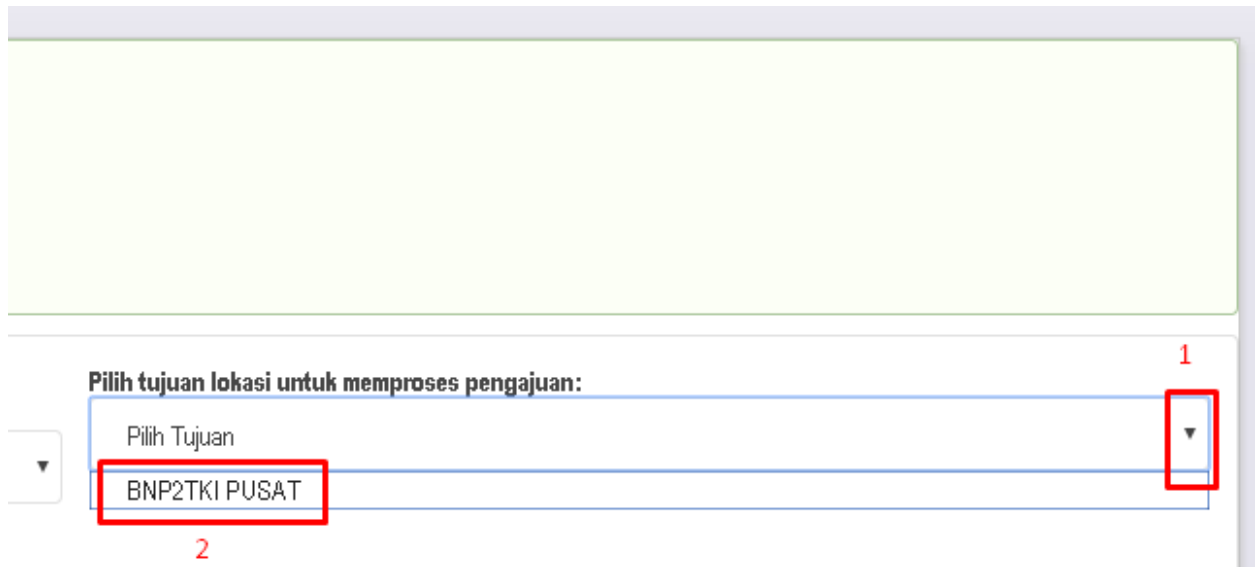 1
Pilih tujuan lokasi untuk memproses pengajuan:
Pilih Tujuan
BNP2TKI PUSAT
2